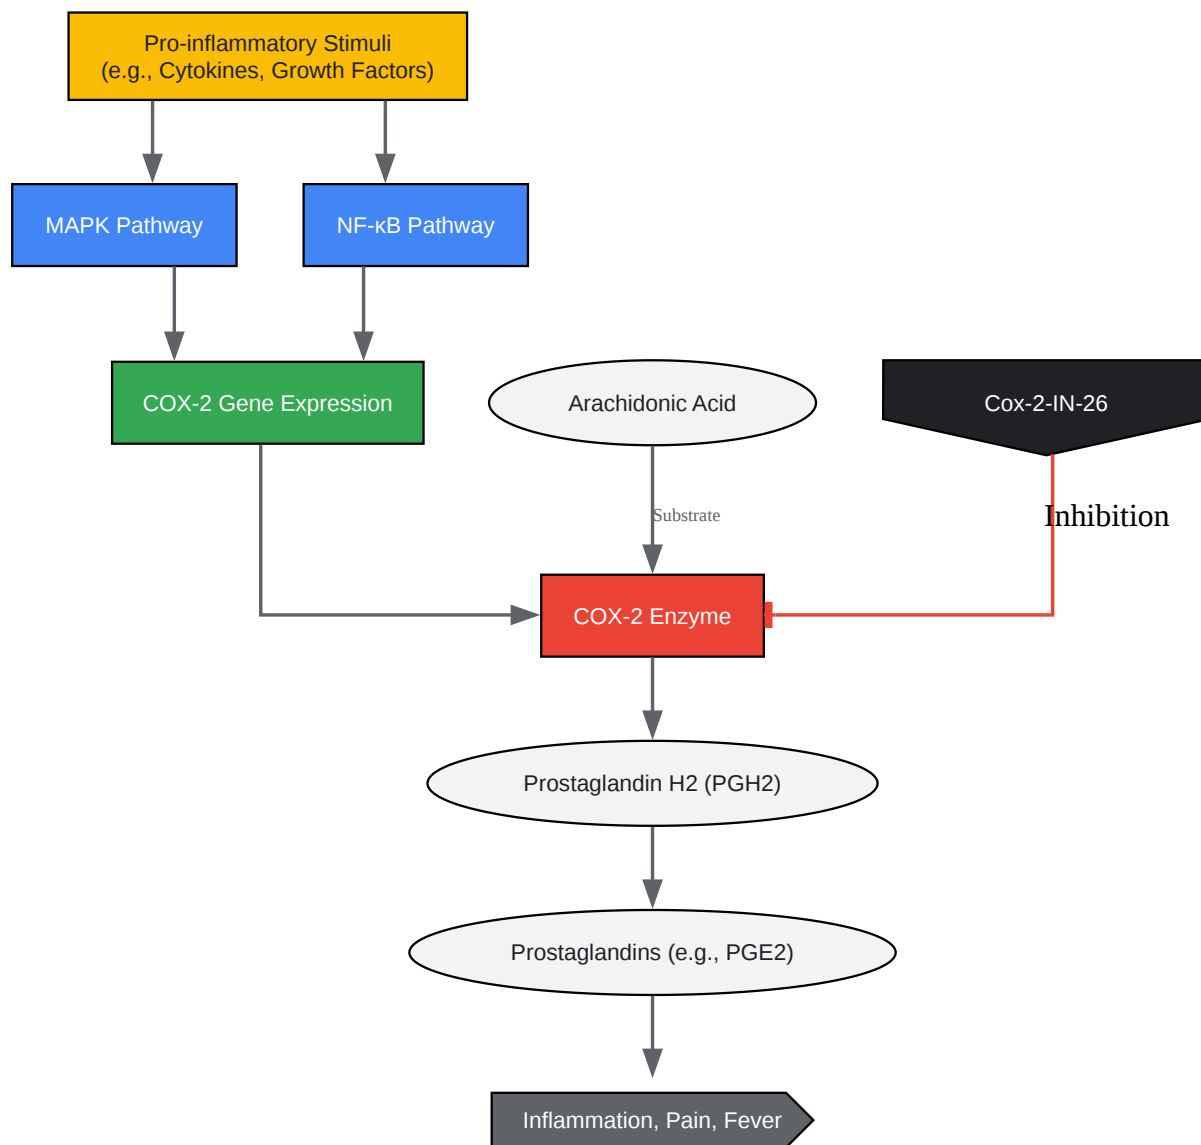 Pro-inflammatory Stimuli
(e.g., Cytokines, Growth Factors)
MAPK Pathway
NF-κB Pathway
COX-2 Gene Expression
Arachidonic Acid
Cox-2-IN-26
Substrate
Inhibition
COX-2 Enzyme
Prostaglandin H2 (PGH2)
Prostaglandins (e.g., PGE2)
Inflammation, Pain, Fever